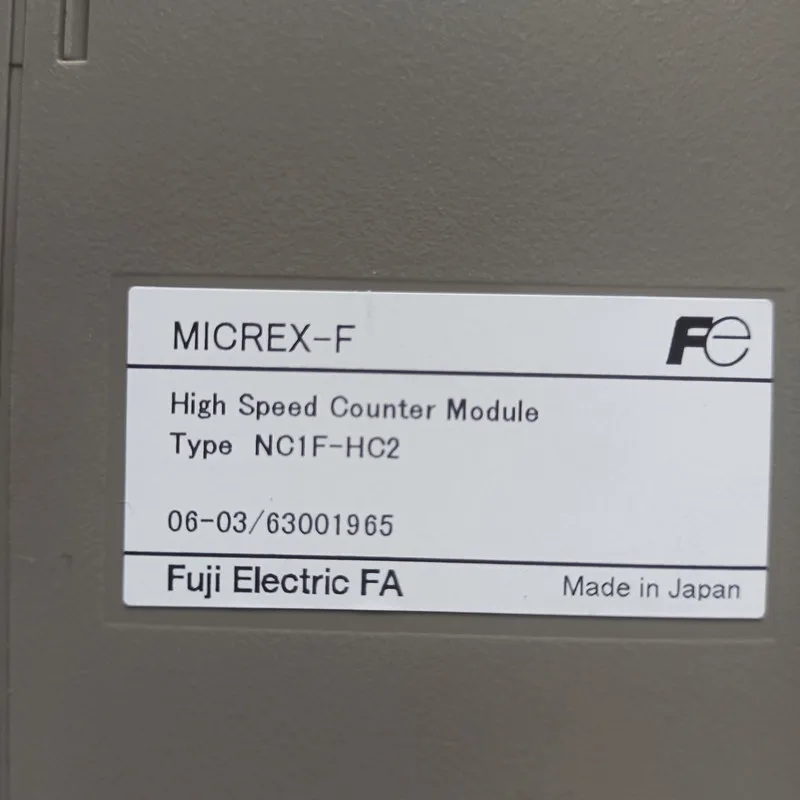 MICREX-F
Fe
High Speed Counter Module
Type NC1F-HC2
06-03/63001965
Fuji Electric FA
Made in Japan